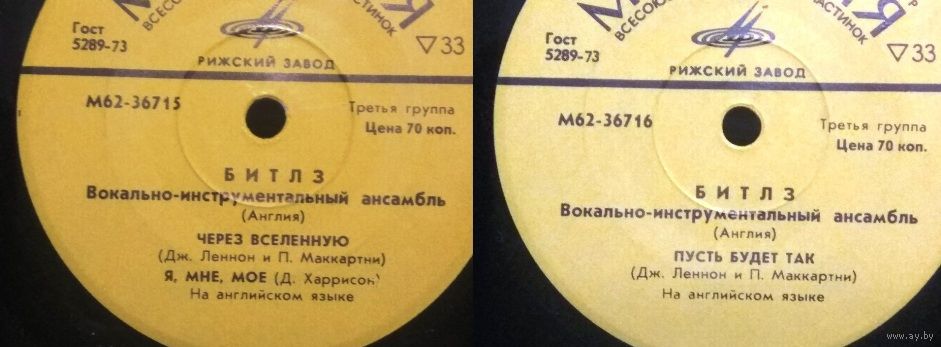 ВСЕСОЮ
Гост
5289-73
▽33
РИЖСКИЙ ЗАВОД
М62-36715
Третья группа
Цена 70 коп.
БИТЛЗ
Вокально-инструментальный ансамбль
(Англия)
ЧЕРЕЗ ВСЕЛЕННУЮ
(Дж. Леннон и П. Маккартни)
Я, МНЕ, МОЕ (Д. Харрисон)
На английском языке
ВСЕСОЮ
Гост
5289-73
▽33
РИЖСКИЙ ЗАВОД
М62-36716
Третья группа
Цена 70 коп.
БИТЛЗ
Вокально-инструментальный ансамбль
(Англия)
ПУСТЬ БУДЕТ ТАК
(Дж. Леннон и П. Маккартни)
На английском языке
www.ay.by